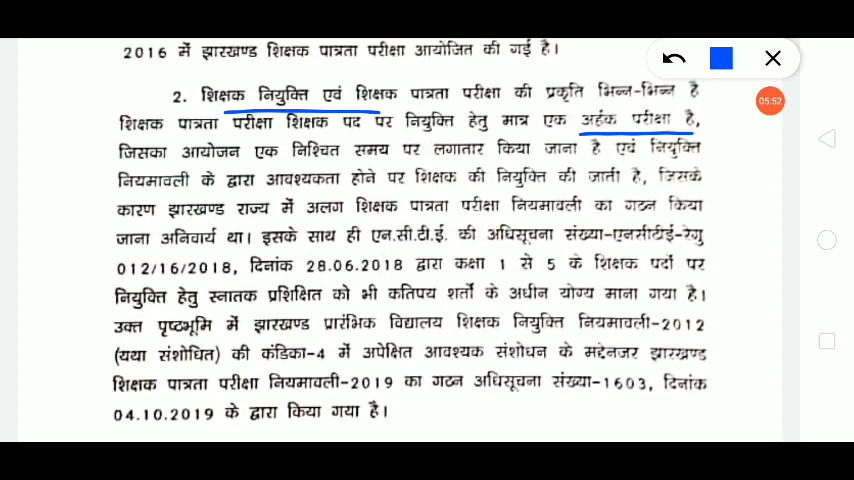 2016 में झारखण्ड शिक्षक पात्रता परीक्षा आयोजित की गई है।
05:52
2. शिक्षक नियुक्ति एवं शिक्षक पात्रता परीक्षा की प्रकृति भिन्न-भिन्न है
शिक्षक पात्रता परीक्षा शिक्षक पद पर नियुक्ति हेतु मात्र एक अर्हक परीक्षा है,
जिसका आयोजन एक निश्चित समय पर लगातार किया जाना है एवं नियुक्ति
नियमावली के द्वारा आवश्यकता होने पर शिक्षक की नियुक्ति की जाती है, जिसके
कारण झारखण्ड राज्य में अलग शिक्षक पात्रता परीक्षा नियमावली का गठन किया
जाना अनिवार्य था। इसके साथ ही एन.सी.टी.ई. की अधिसूचना संख्या-एनसीटीई-रेगु
012/16/2018, दिनांक 28.06.2018 द्वारा कक्षा 1 से 5 के शिक्षक पदों पर
नियुक्ति हेतु स्नातक प्रशिक्षित को भी कतिपय शर्तो के अधीन योग्य माना गया है।
उक्त पृष्टभूमि में झारखण्ड प्रारंभिक विद्यालय शिक्षक नियुक्ति नियमावली-2012
(यथा संशोधित) की कंडिका-4 में अपेक्षित आवश्यक संशोधन के मद्देनजर झारखण्ड
शिक्षक पात्रता परीक्षा नियमावली-2019 का गठन अधिसूचना संख्या-1603, दिनांक
04.10.2019 के द्वारा किया गया है।